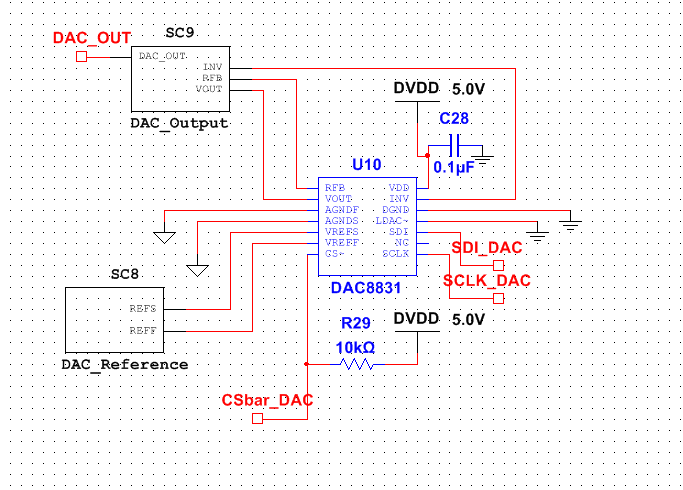 SC9
DAC_OUT
DAC_OUT
INV
RFB
VOUT
DAC_Output
DVDD 5.0V
C28
0.1µF
U10
RFB VDD
VOUT INV
AGNDF DGND
AGNDS LDAC~
VREFS SDI
VREFF NC
CS~ SCLK
DAC8831
SDI_DAC
SCLK_DAC
SC8
REFS
REFF
DAC_Reference
DVDD 5.0V
R29
10kΩ
CSbar_DAC